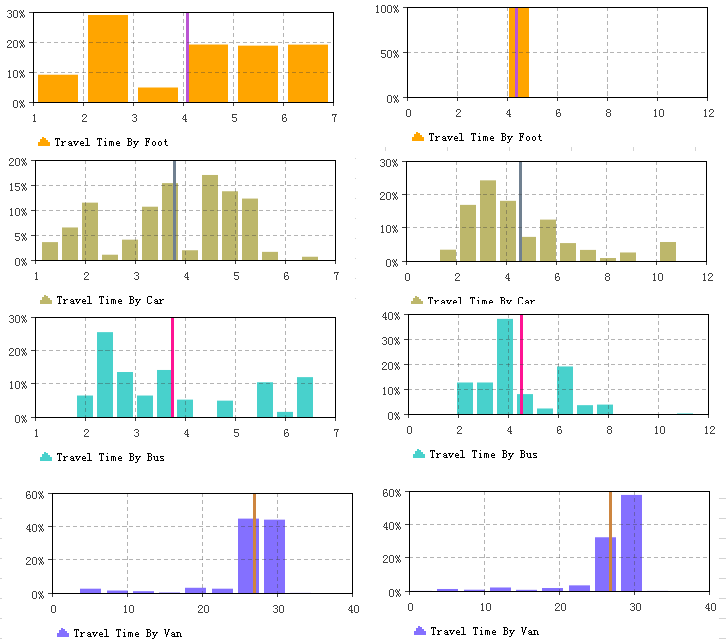 30%
20%
10%
0%
1 2 3 4 5 6 7
Travel Time By Foot
100%
50%
0%
0 2 4 6 8 10 12
Travel Time By Foot
20%
15%
10%
5%
0%
1 2 3 4 5 6 7
Travel Time By Car
30%
20%
10%
0%
0 2 4 6 8 10 12
Travel Time By Car
30%
20%
10%
0%
1 2 3 4 5 6 7
Travel Time By Bus
40%
30%
20%
10%
0%
0 2 4 6 8 10 12
Travel Time By Bus
60%
40%
20%
0%
0 10 20 30 40
Travel Time By Van
60%
40%
20%
0%
0 10 20 30 40
Travel Time By Van